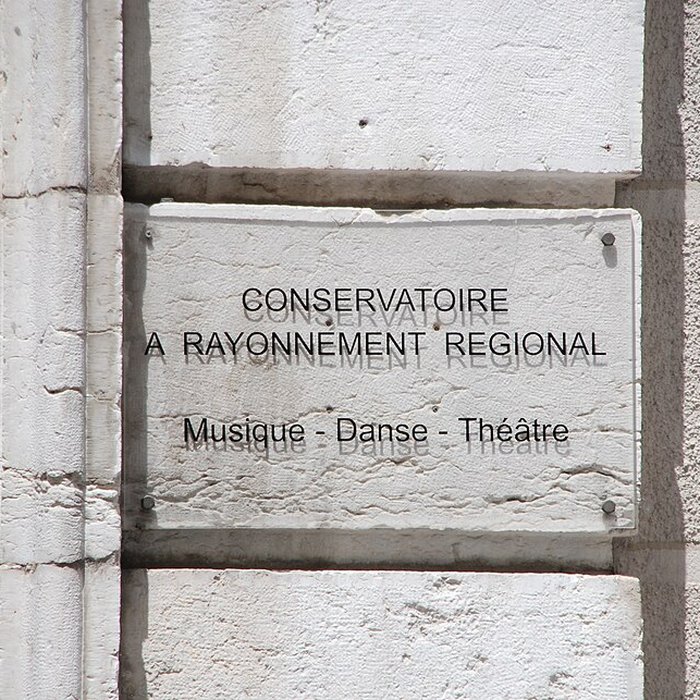 CONSERVATOIRE
A RAYONNEMENT REGIONAL
Musique - Danse - Théâtre